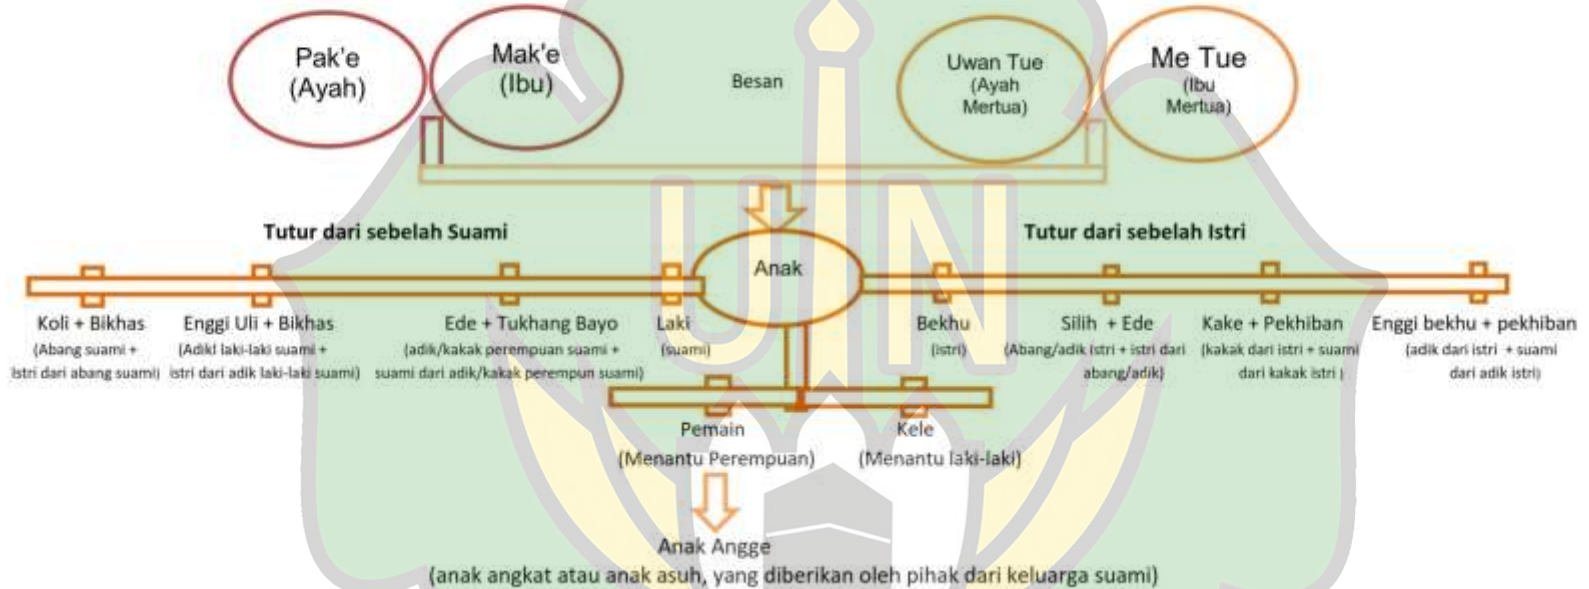 Pak'e
(Ayah)
Mak'e
(Ibu)
Besan
Uwan Tue
(Ayah
Mertua)
Me Tue
(Ibu
Mertua)
Tutur dari sebelah Suami
Tutur dari sebelah Istri
Anak
Koli + Bikhas
(Abang suami +
istri dari abang suami)
Enggi Uli + Bikhas
(Adikl laki-laki suami +
istri dari adik laki-laki suami)
Ede + Tukhang Bayo
(adik/kakak perempuan suami +
suami dari adik/kakak perempun suami)
Laki
(suami)
Bekhu
(istri)
Silih + Ede
(Abang/adik istri + istri dari
abang/adik)
Kake + Pekhiban
(kakak dari istri + suami
dari kakak istri )
Enggi bekhu + pekhiban
(adik dari istri + suami
dari adik istri)
Pemain
(Menantu Perempuan)
Kele
(Menantu laki-laki)
Anak Angge
(anak angkat atau anak asuh, yang diberikan oleh pihak dari keluarga suami)
UIN